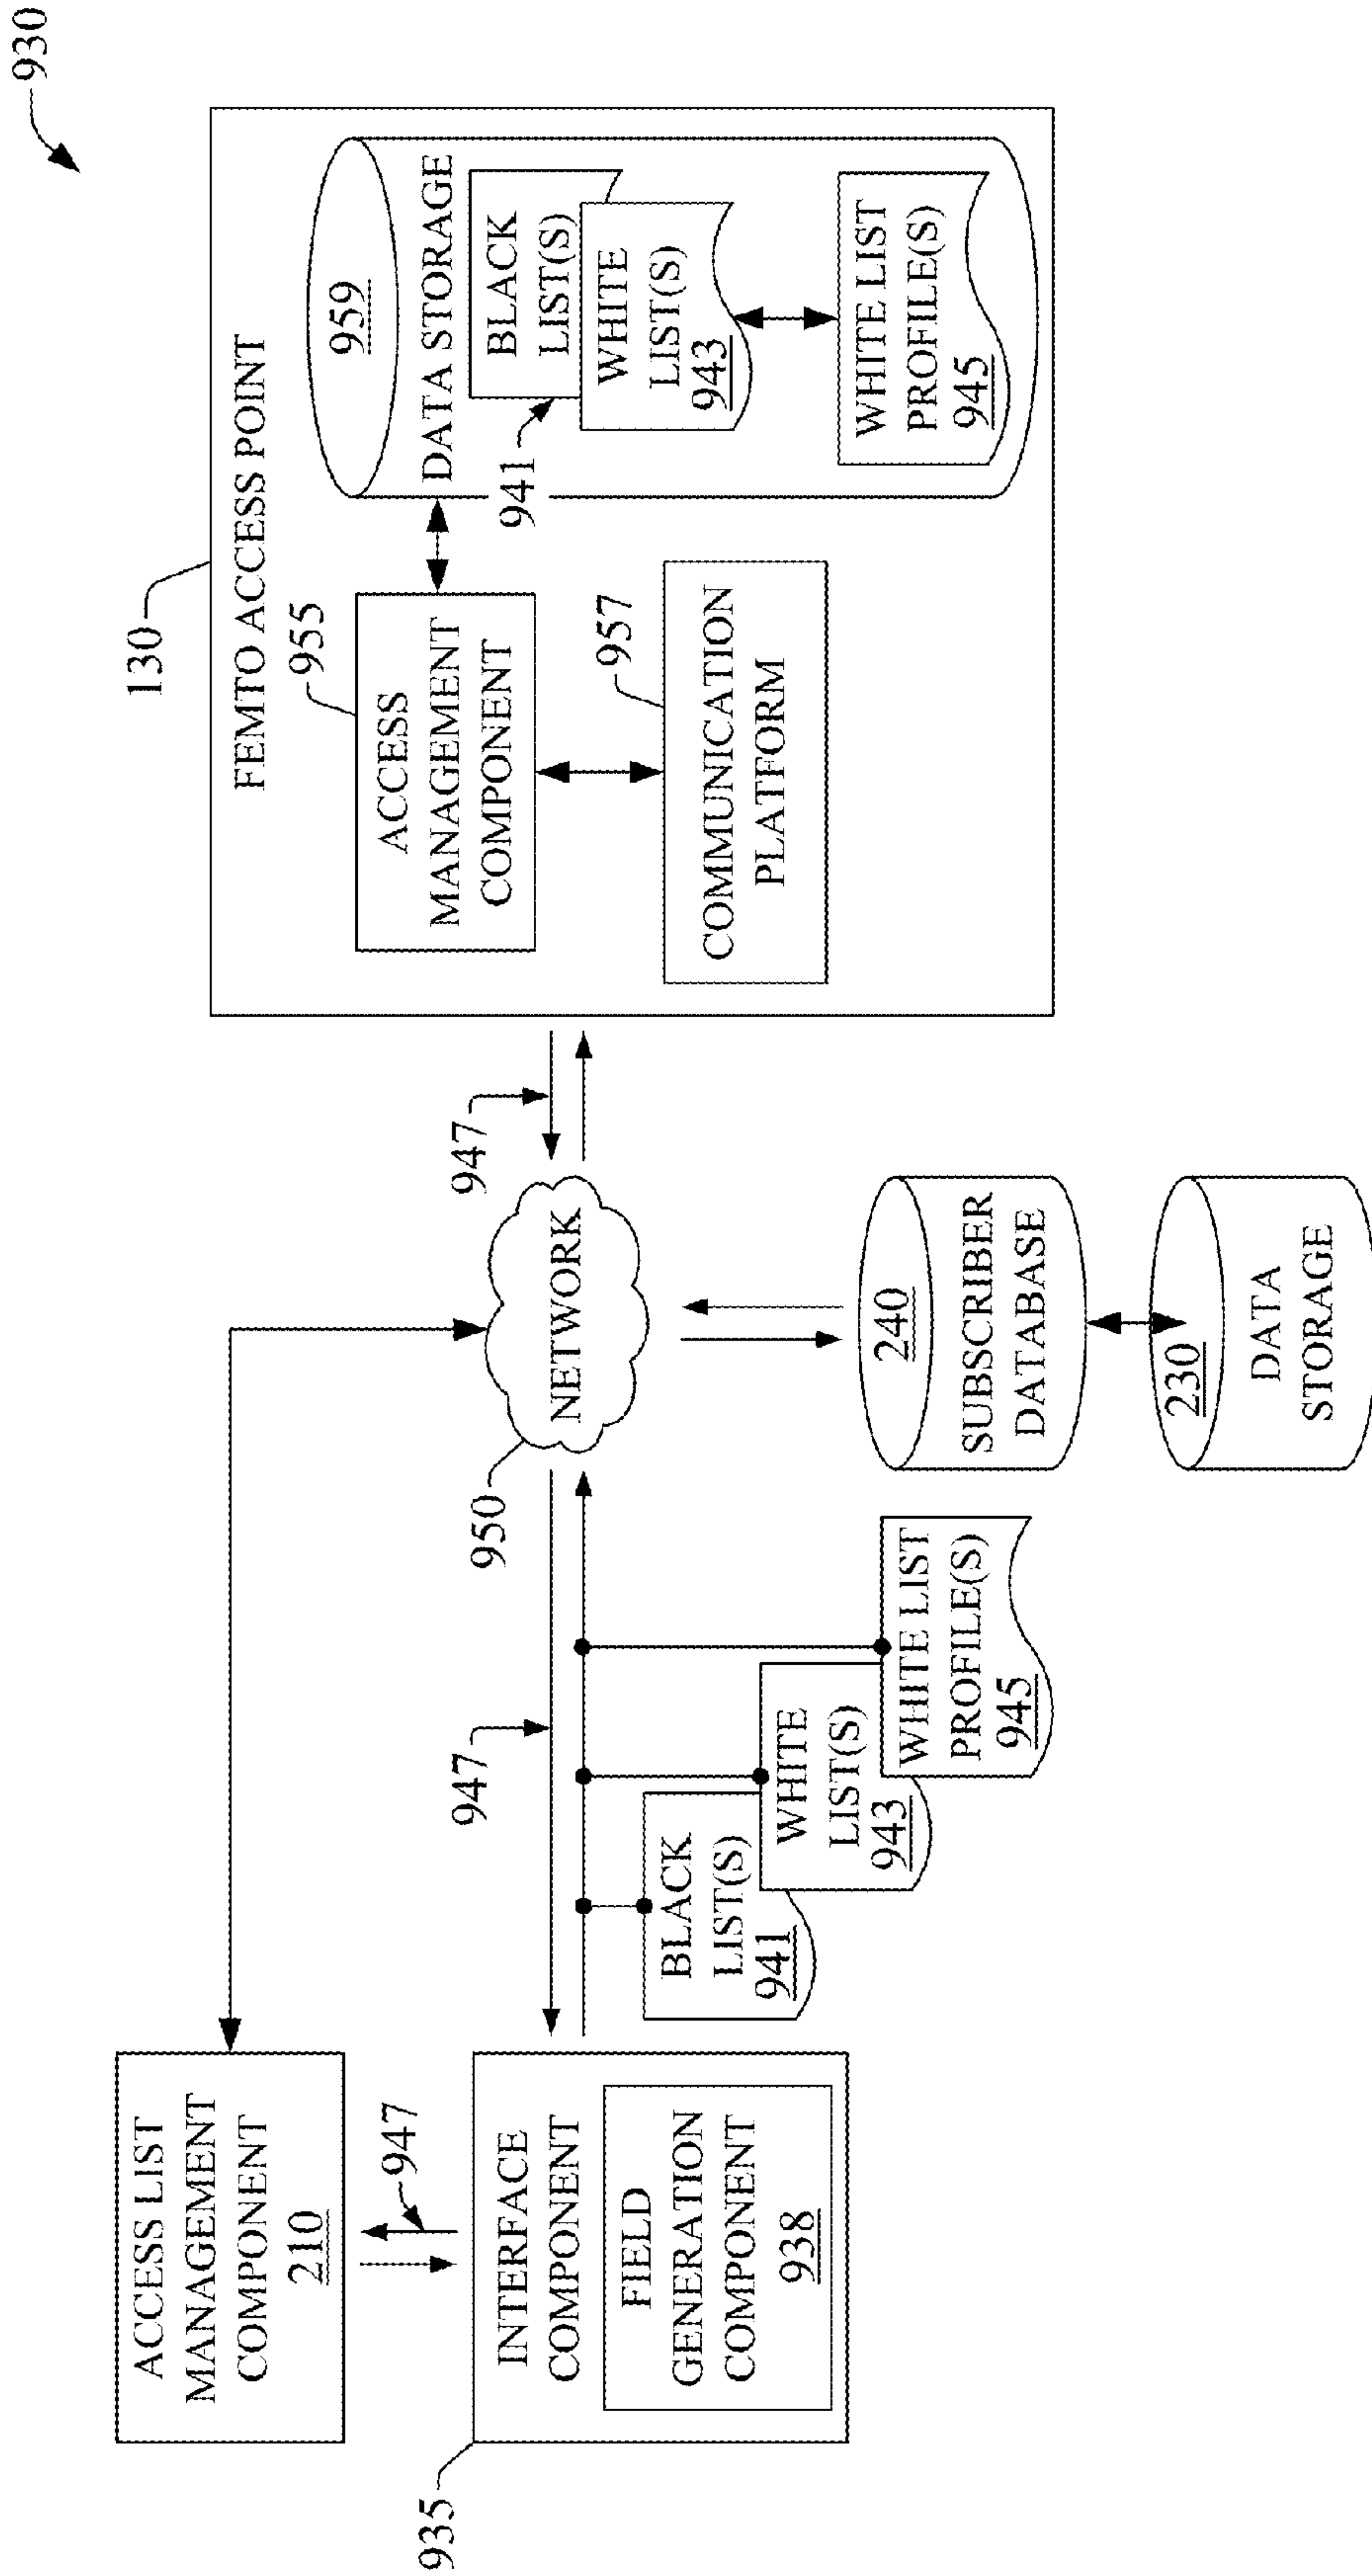 930
130
FEMTO ACCESS POINT
955
ACCESS
MANAGEMENT
COMPONENT
957
COMMUNICATION
PLATFORM
959
DATA STORAGE
941
BLACK
LIST(S)
WHITE
LIST(S)
943
WHITE LIST
PROFILE(S)
945
ACCESS LIST
MANAGEMENT
COMPONENT
210
947
935
INTERFACE
COMPONENT
FIELD
GENERATION
COMPONENT
938
947
950
NETWORK
947
BLACK
LIST(S)
941
WHITE
LIST(S)
943
WHITE LIST
PROFILE(S)
945
240
SUBSCRIBER
DATABASE
230
DATA
STORAGE